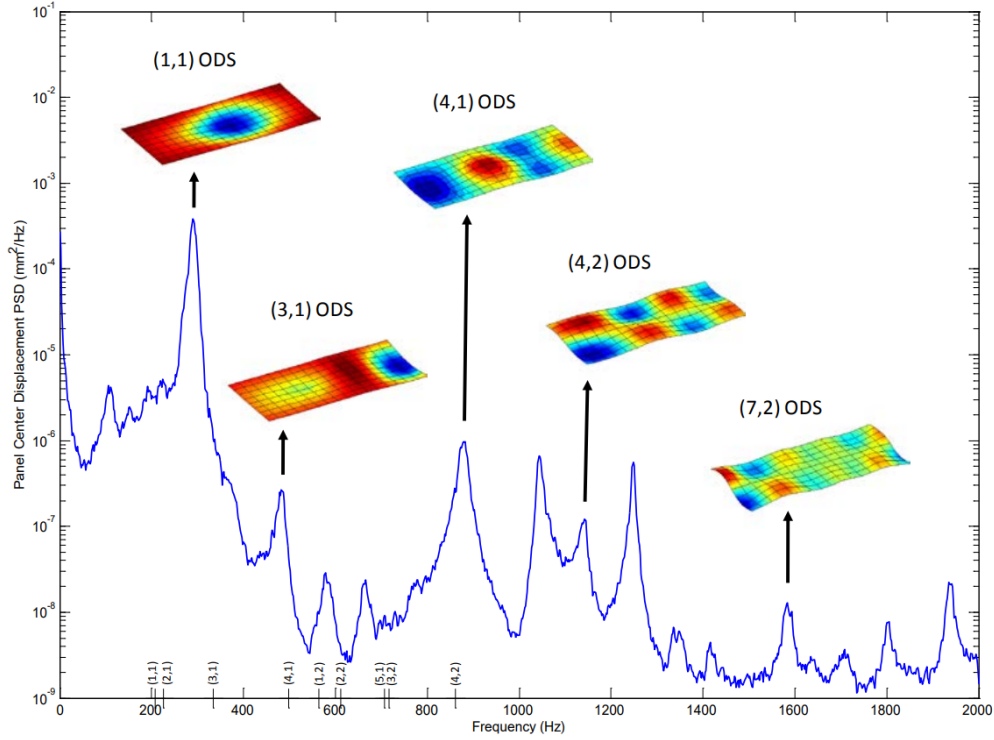 (1,1) ODS
(4,1) ODS
(4,2) ODS
(3,1) ODS
(7,2) ODS
Panel Center Displacement PSD (mm²/Hz)
10⁻¹
10⁻²
10⁻³
10⁻⁴
10⁻⁵
10⁻⁶
10⁻⁷
10⁻⁸
10⁻⁹
(1,1)
(2,1)
(3,1)
(4,1)
(1,2)
(2,2)
(5,1)
(3,2)
(4,2)
0 200 400 600 800 1000 1200 1400 1600 1800 2000
Frequency (Hz)